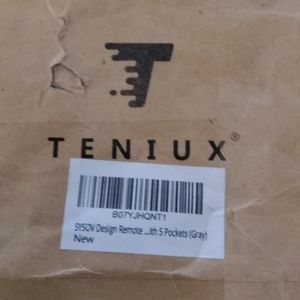 T
TENIUX®
B07YJHQNT1
SYSOV Design Remote ...ith 5 Pockets (Gray)
New